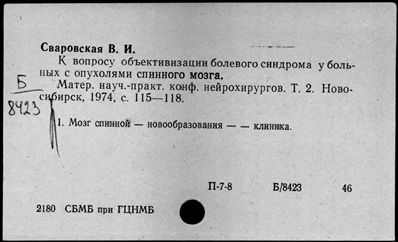 Сваровская В. И.
К вопросу объективизации болевого синдрома у боль-
ных с опухолями спинного мозга.
Матер. науч.-практ. конф. нейрохирургов. Т. 2. Ново-
сибирск, 1974, с. 115—118.
Б
8423
1. Мозг спинной — новообразования — — клиника.
П-7-8 Б/8423 46
2180 СБМБ при ГЦНМБ